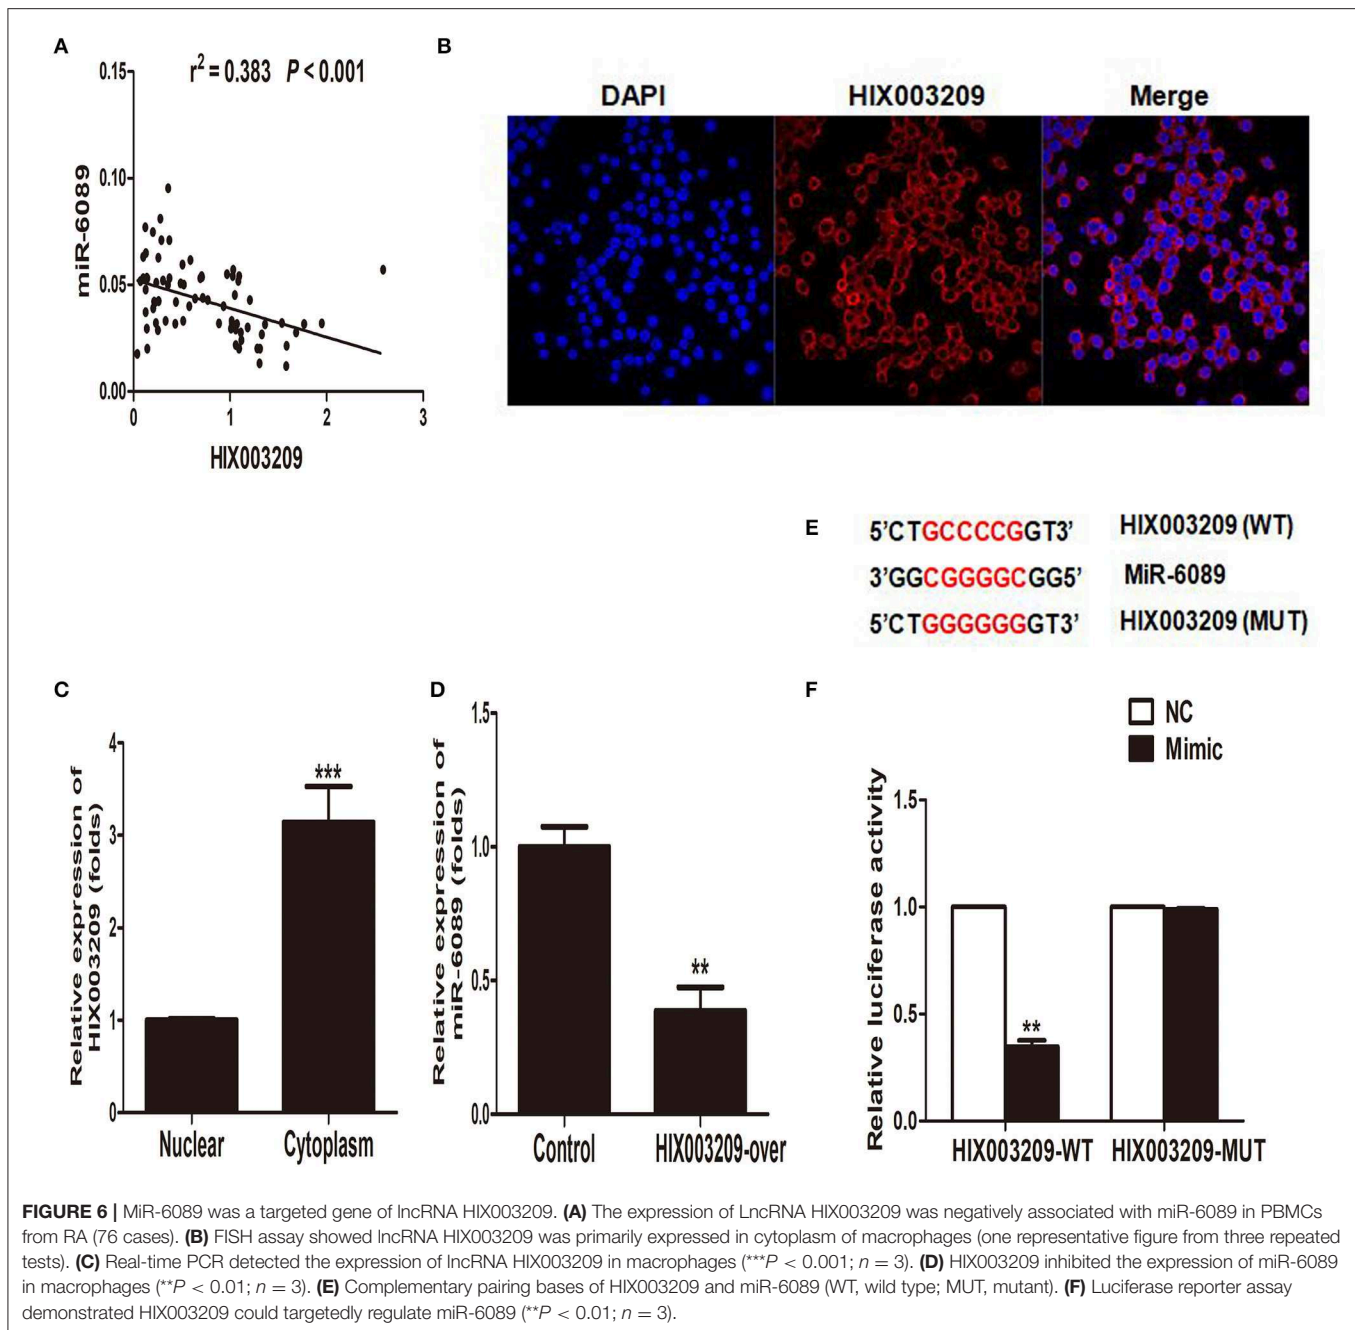 A
r² = 0.383 P < 0.001
0.15
0.10
0.05
0.00
miR-6089
0 1 2 3
HIX003209
B
DAPI HIX003209 Merge
E
5'CTGCCCCGGT3' HIX003209 (WT)
3'GGCGGGGCGG5' MiR-6089
5'CTGGGGGGGT3' HIX003209 (MUT)
C
Relative expression of
HIX003209 (folds)
4
3
2
1
0
***
Nuclear Cytoplasm
D
Relative expression of
miR-6089 (folds)
1.5
1.0
0.5
0.0
**
Control HIX003209-over
F
NC
Mimic
Relative luciferase activity
1.5
1.0
0.5
0.0
**
HIX003209-WT HIX003209-MUT
FIGURE 6 | MiR-6089 was a targeted gene of lncRNA HIX003209. (A) The expression of LncRNA HIX003209 was negatively associated with miR-6089 in PBMCs
from RA (76 cases). (B) FISH assay showed lncRNA HIX003209 was primarily expressed in cytoplasm of macrophages (one representative figure from three repeated
tests). (C) Real-time PCR detected the expression of lncRNA HIX003209 in macrophages (***P < 0.001; n = 3). (D) HIX003209 inhibited the expression of miR-6089
in macrophages (**P < 0.01; n = 3). (E) Complementary pairing bases of HIX003209 and miR-6089 (WT, wild type; MUT, mutant). (F) Luciferase reporter assay
demonstrated HIX003209 could targetedly regulate miR-6089 (**P < 0.01; n = 3).